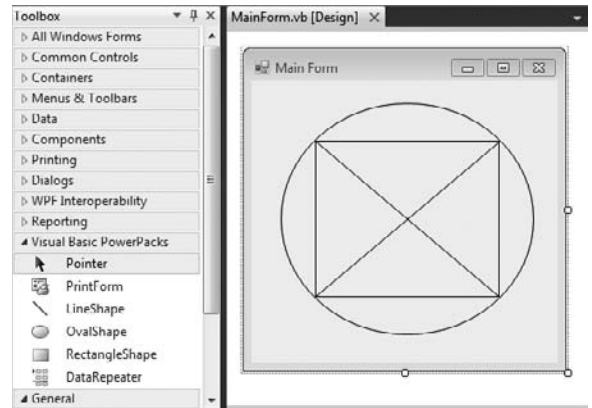 Toolbox
All Windows Forms
Common Controls
Containers
Menus & Toolbars
Data
Components
Printing
Dialogs
WPF Interoperability
Reporting
Visual Basic PowerPacks
Pointer
PrintForm
LineShape
OvalShape
RectangleShape
DataRepeater
General
MainForm.vb [Design]
Main Form